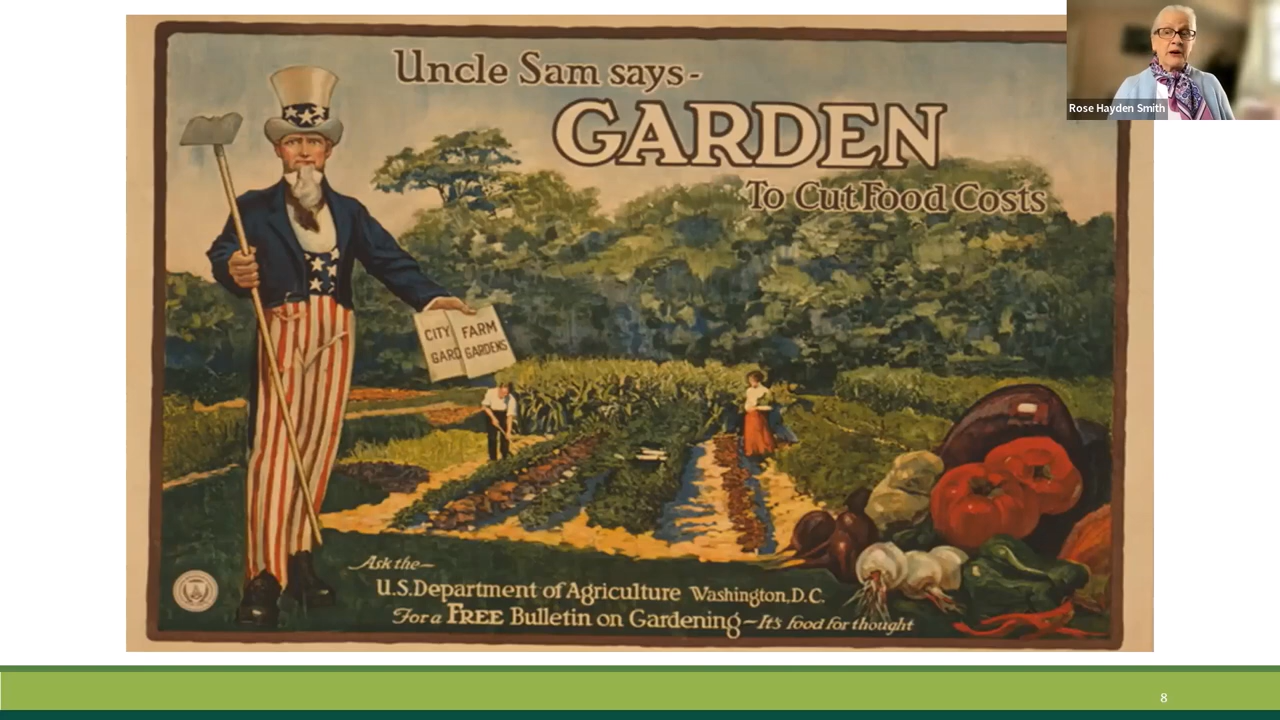 Uncle Sam says-
GARDEN
To Cut Food Costs
Rose Hayden Smith
CITY
GARD
FARM
GARDENS
Ask the—
U.S. Department of Agriculture Washington, D.C.
For a FREE Bulletin on Gardening—It's food for thought
8